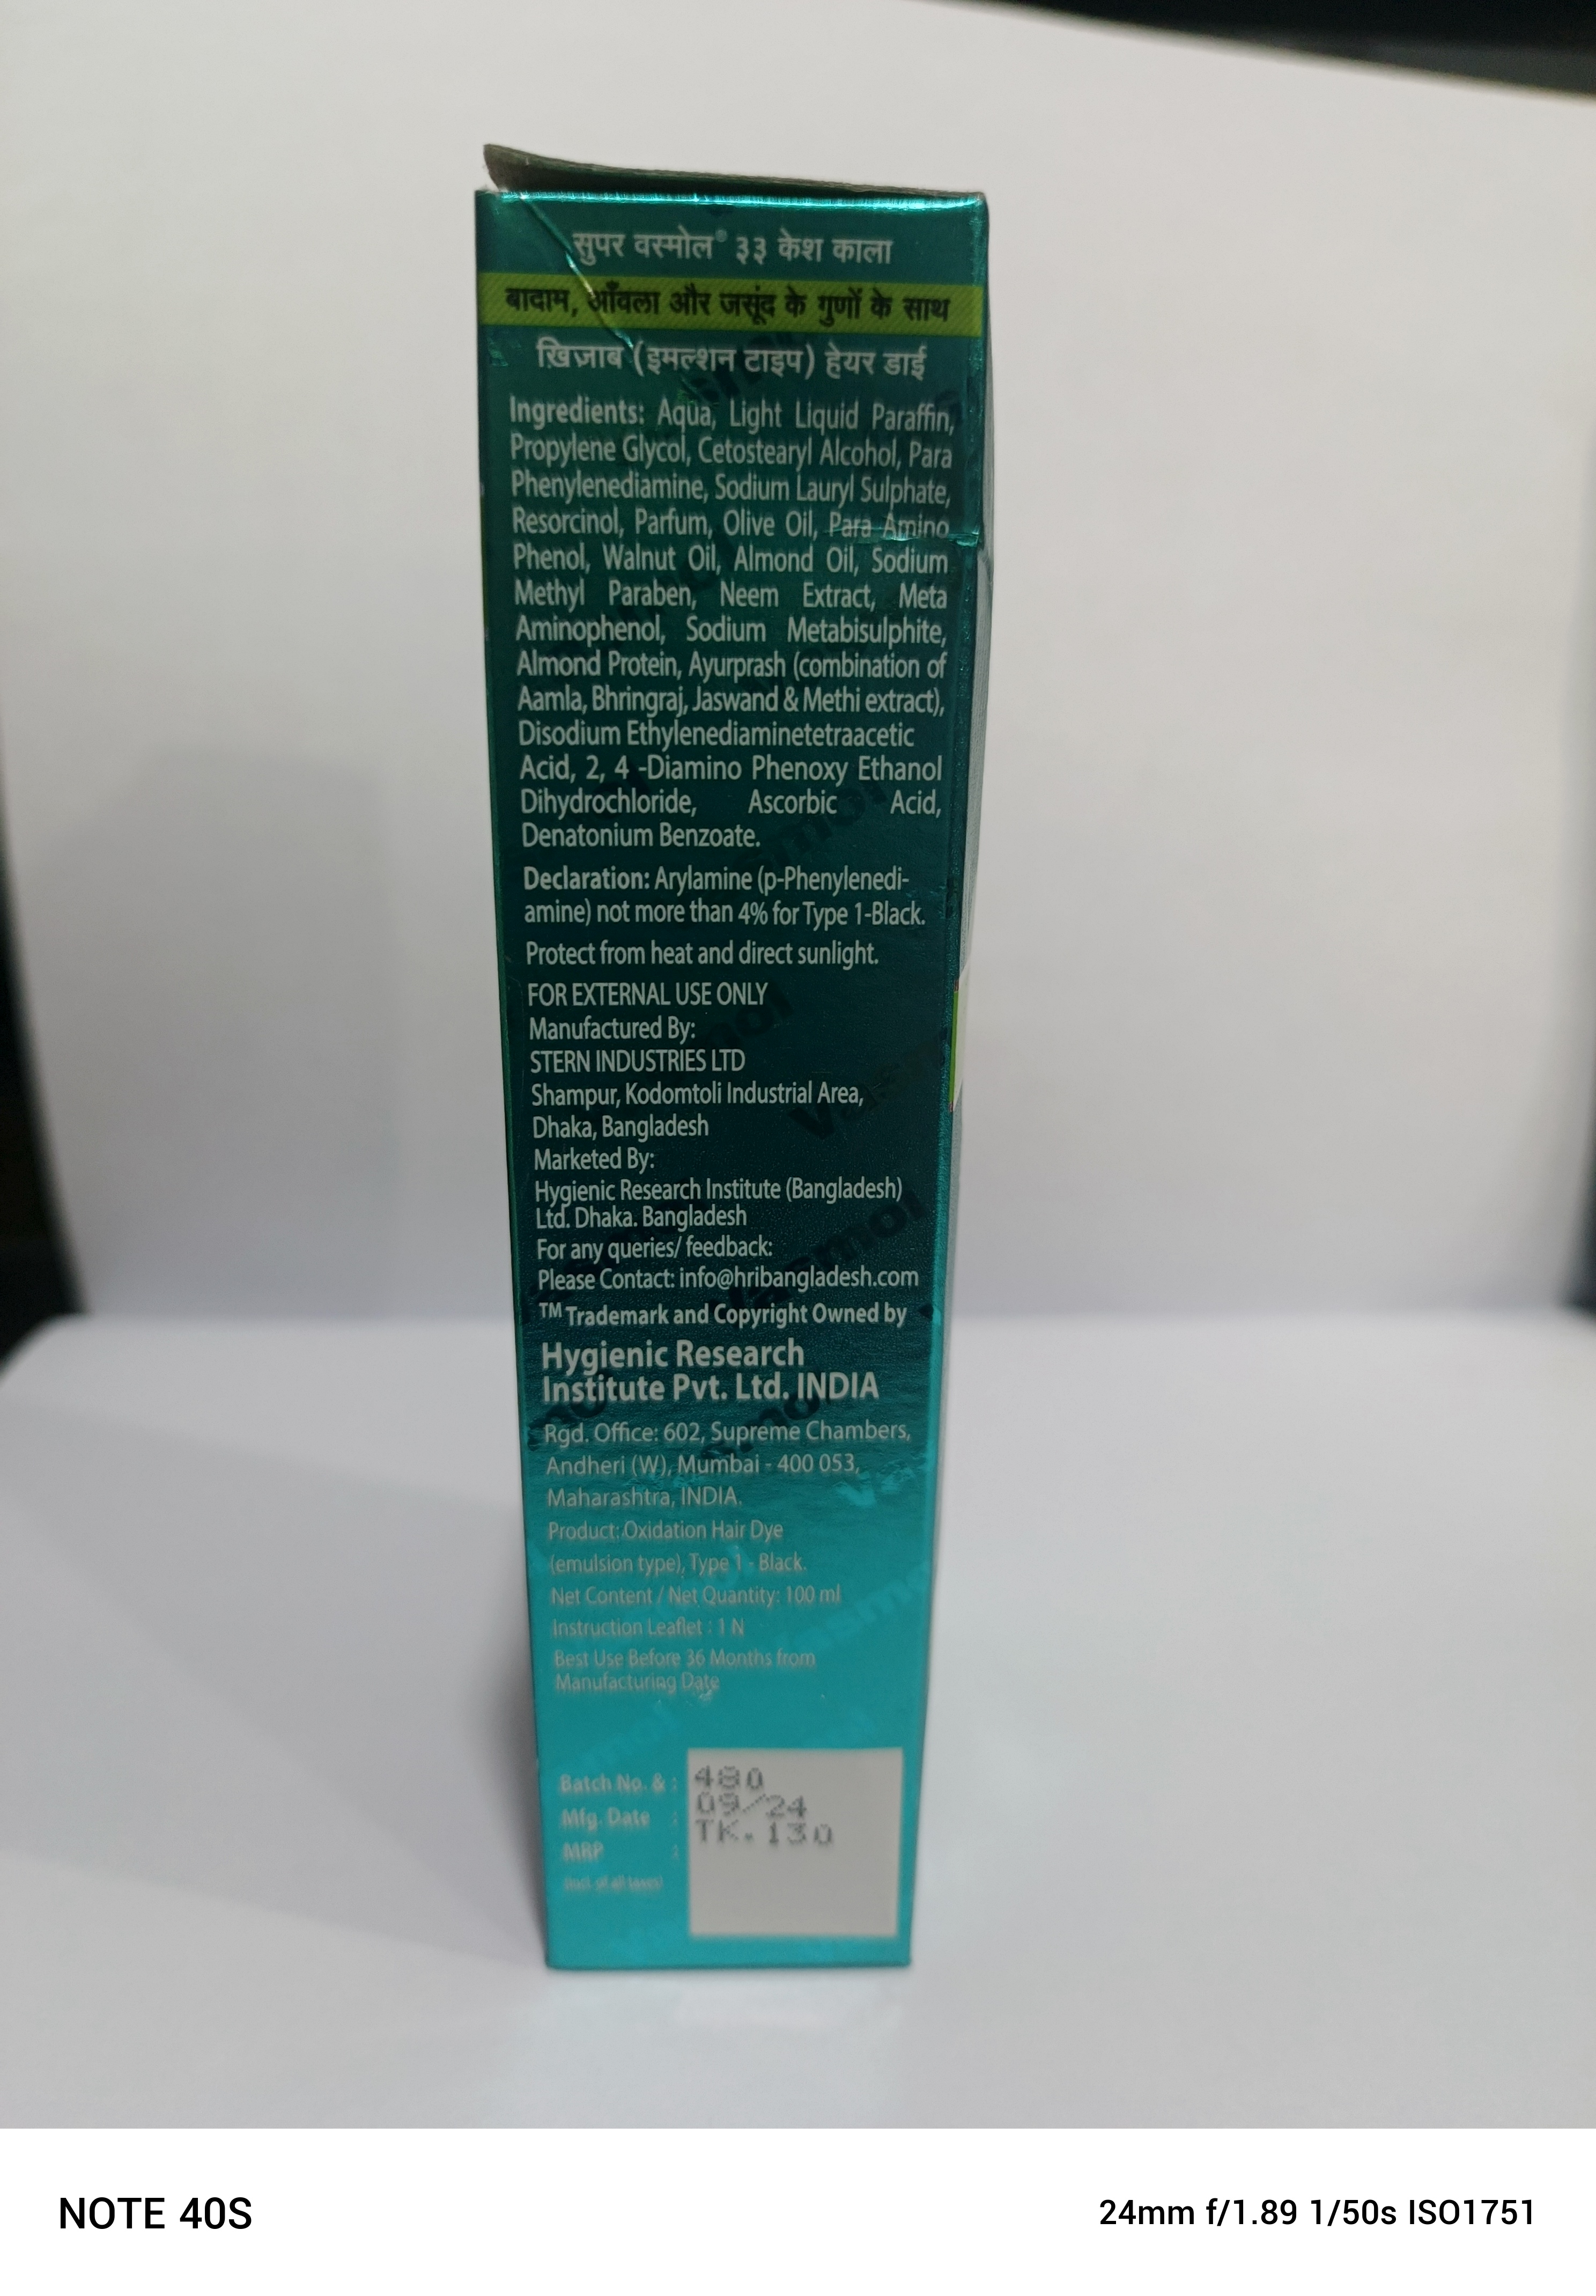 सुपर वस्मोल® ३३ केश काला
बादाम, आँवला और जसूंद के गुणों के साथ
ख़िज़ाब (इमल्शन टाइप) हेयर डाई
Ingredients: Aqua, Light Liquid Paraffin,
Propylene Glycol, Cetostearyl Alcohol, Para
Phenylenediamine, Sodium Lauryl Sulphate,
Resorcinol, Parfum, Olive Oil, Para Amino
Phenol, Walnut Oil, Almond Oil, Sodium
Methyl Paraben, Neem Extract, Meta
Aminophenol, Sodium Metabisulphite,
Almond Protein, Ayurprash (combination of
Aamla, Bhringraj, Jaswand & Methi extract),
Disodium Ethylenediaminetetraacetic
Acid, 2, 4 -Diamino Phenoxy Ethanol
Dihydrochloride, Ascorbic Acid,
Denatonium Benzoate.
Declaration: Arylamine (p-Phenylenedi-
amine) not more than 4% for Type 1-Black.
Protect from heat and direct sunlight.
FOR EXTERNAL USE ONLY
Manufactured By:
STERN INDUSTRIES LTD
Shampur, Kodomtoli Industrial Area,
Dhaka, Bangladesh
Marketed By:
Hygienic Research Institute (Bangladesh)
Ltd. Dhaka. Bangladesh
For any queries/ feedback:
Please Contact: info@hribangladesh.com
™ Trademark and Copyright Owned by
Hygienic Research
Institute Pvt. Ltd. INDIA
Rgd. Office: 602, Supreme Chambers,
Andheri (W), Mumbai - 400 053,
Maharashtra, INDIA.
Product: Oxidation Hair Dye
(emulsion type), Type 1 - Black.
Net Content / Net Quantity: 100 ml
Instruction Leaflet : 1 N
Best Use Before 36 Months from
Manufacturing Date
Batch No. & : 480
Mfg. Date : 09/24
MRP : TK. 130
(incl. of all taxes)
NOTE 40S
24mm f/1.89 1/50s ISO1751